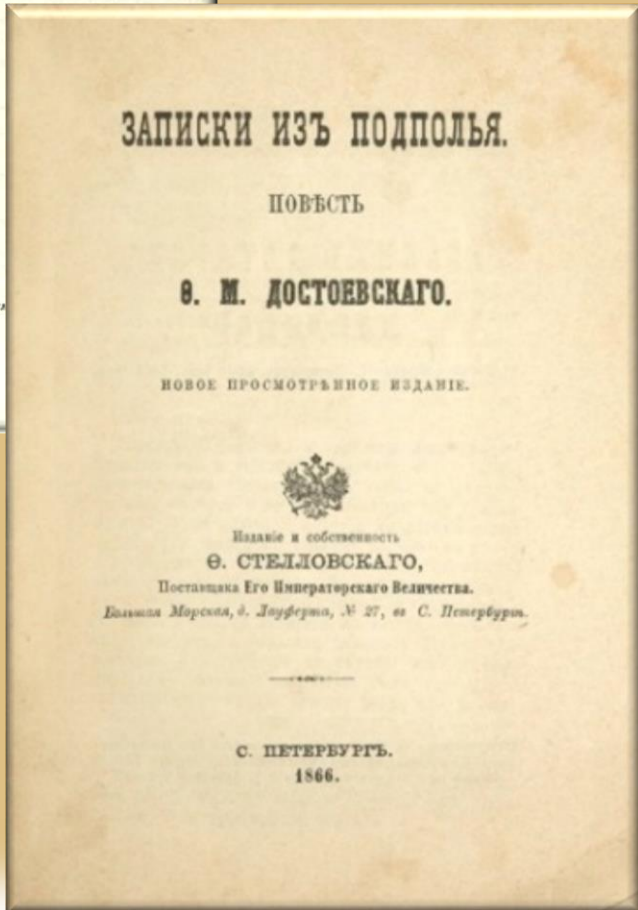 ЗАПИСКИ ИЗЪ ПОДПОЛЬЯ.
ПОВѢСТЬ
Ѳ. М. ДОСТОЕВСКАГО.
НОВОЕ ПРОСМОТРѢННОЕ ИЗДАНІЕ.
Изданіе и собственность
Ѳ. СТЕЛЛОВСКАГО,
Поставщика Его Императорскаго Величества.
Большая Морская, д. Лауферта, № 27, въ С. Петербургѣ.
С. ПЕТЕРБУРГЪ.
1866.